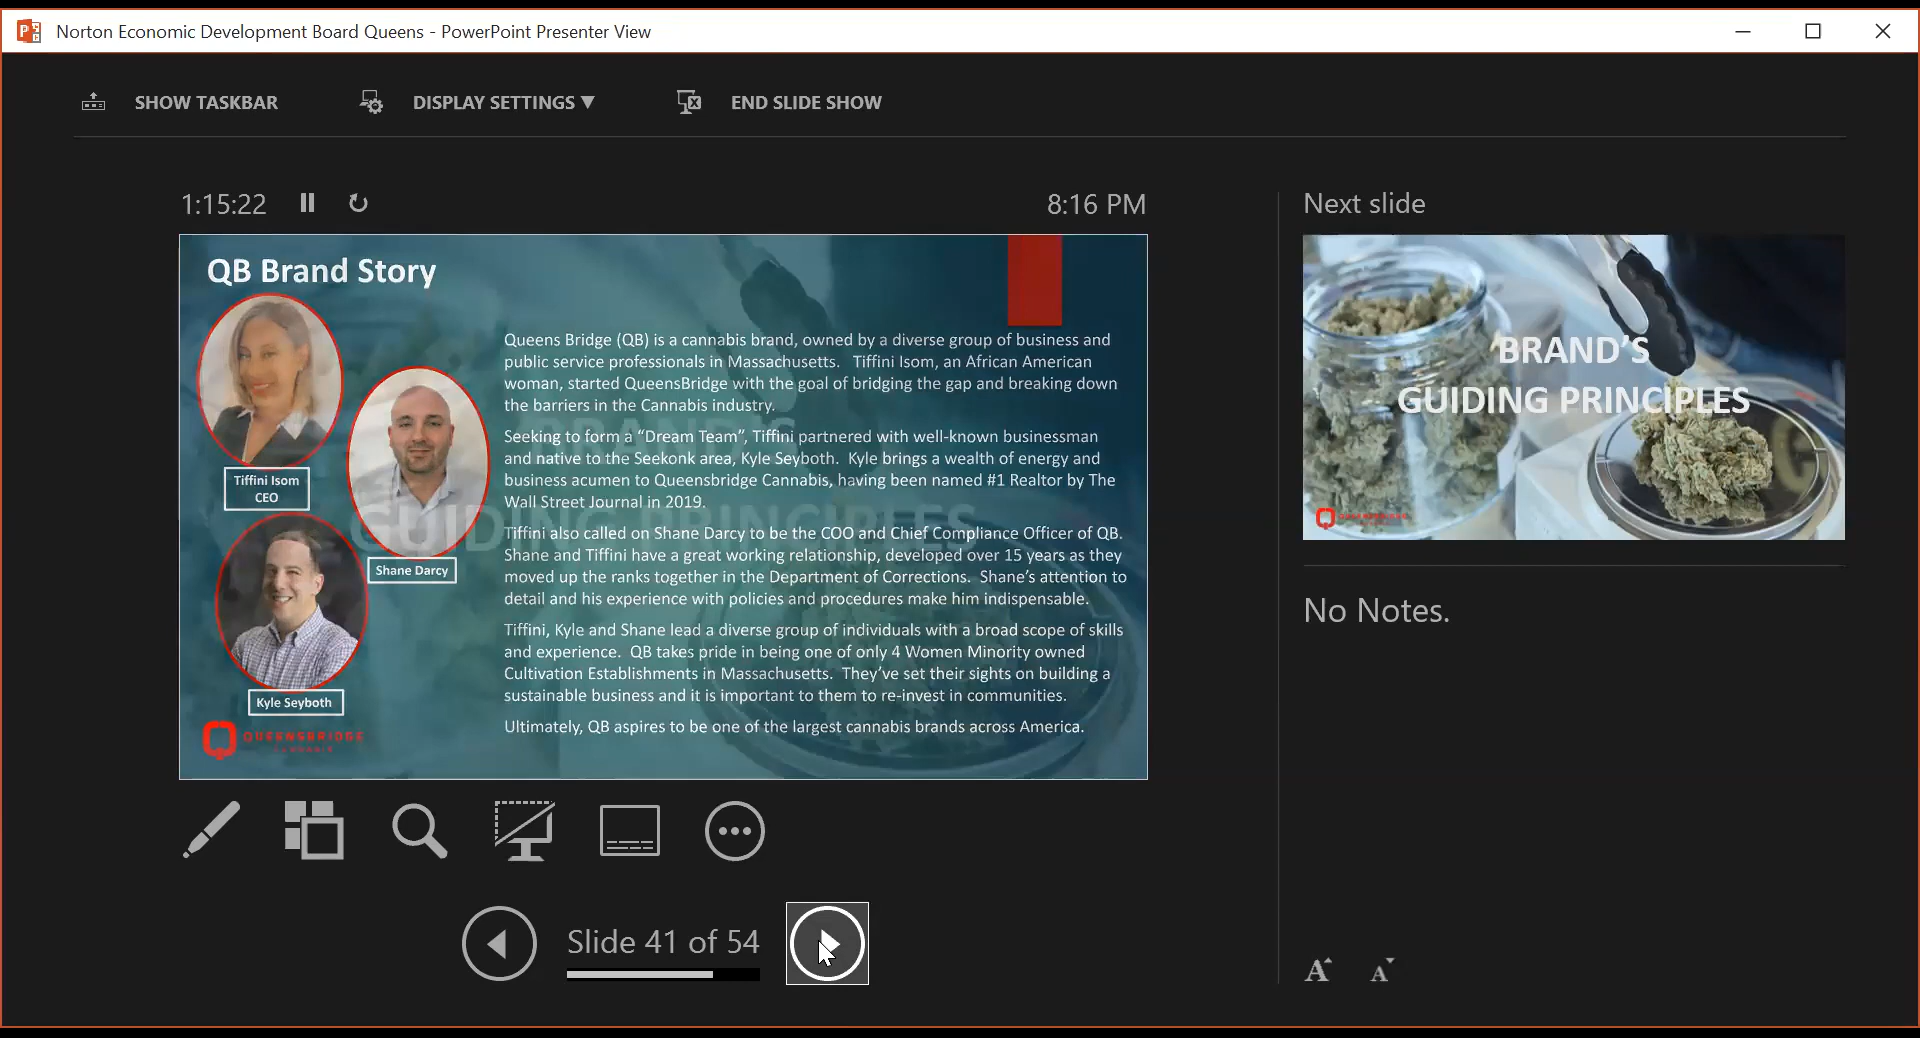 Norton Economic Development Board Queens - PowerPoint Presenter View
SHOW TASKBAR
DISPLAY SETTINGS ▼
END SLIDE SHOW
1:15:22
8:16 PM
QB Brand Story
Tiffini Isom
CEO
Shane Darcy
Kyle Seyboth
QUEENSBRIDGE
CANNABIS
Queens Bridge (QB) is a cannabis brand, owned by a diverse group of business and
public service professionals in Massachusetts. Tiffini Isom, an African American
woman, started QueensBridge with the goal of bridging the gap and breaking down
the barriers in the Cannabis industry.
Seeking to form a “Dream Team”, Tiffini partnered with well-known businessman
and native to the Seekonk area, Kyle Seyboth. Kyle brings a wealth of energy and
business acumen to Queensbridge Cannabis, having been named #1 Realtor by The
Wall Street Journal in 2019.
Tiffini also called on Shane Darcy to be the COO and Chief Compliance Officer of QB.
Shane and Tiffini have a great working relationship, developed over 15 years as they
moved up the ranks together in the Department of Corrections. Shane’s attention to
detail and his experience with policies and procedures make him indispensable.
Tiffini, Kyle and Shane lead a diverse group of individuals with a broad scope of skills
and experience. QB takes pride in being one of only 4 Women Minority owned
Cultivation Establishments in Massachusetts. They’ve set their sights on building a
sustainable business and it is important to them to re-invest in communities.
Ultimately, QB aspires to be one of the largest cannabis brands across America.
BRAND’S
GUIDING PRINCIPLES
Slide 41 of 54
Next slide
BRAND’S
GUIDING PRINCIPLES
QUEENSBRIDGE
No Notes.
A A